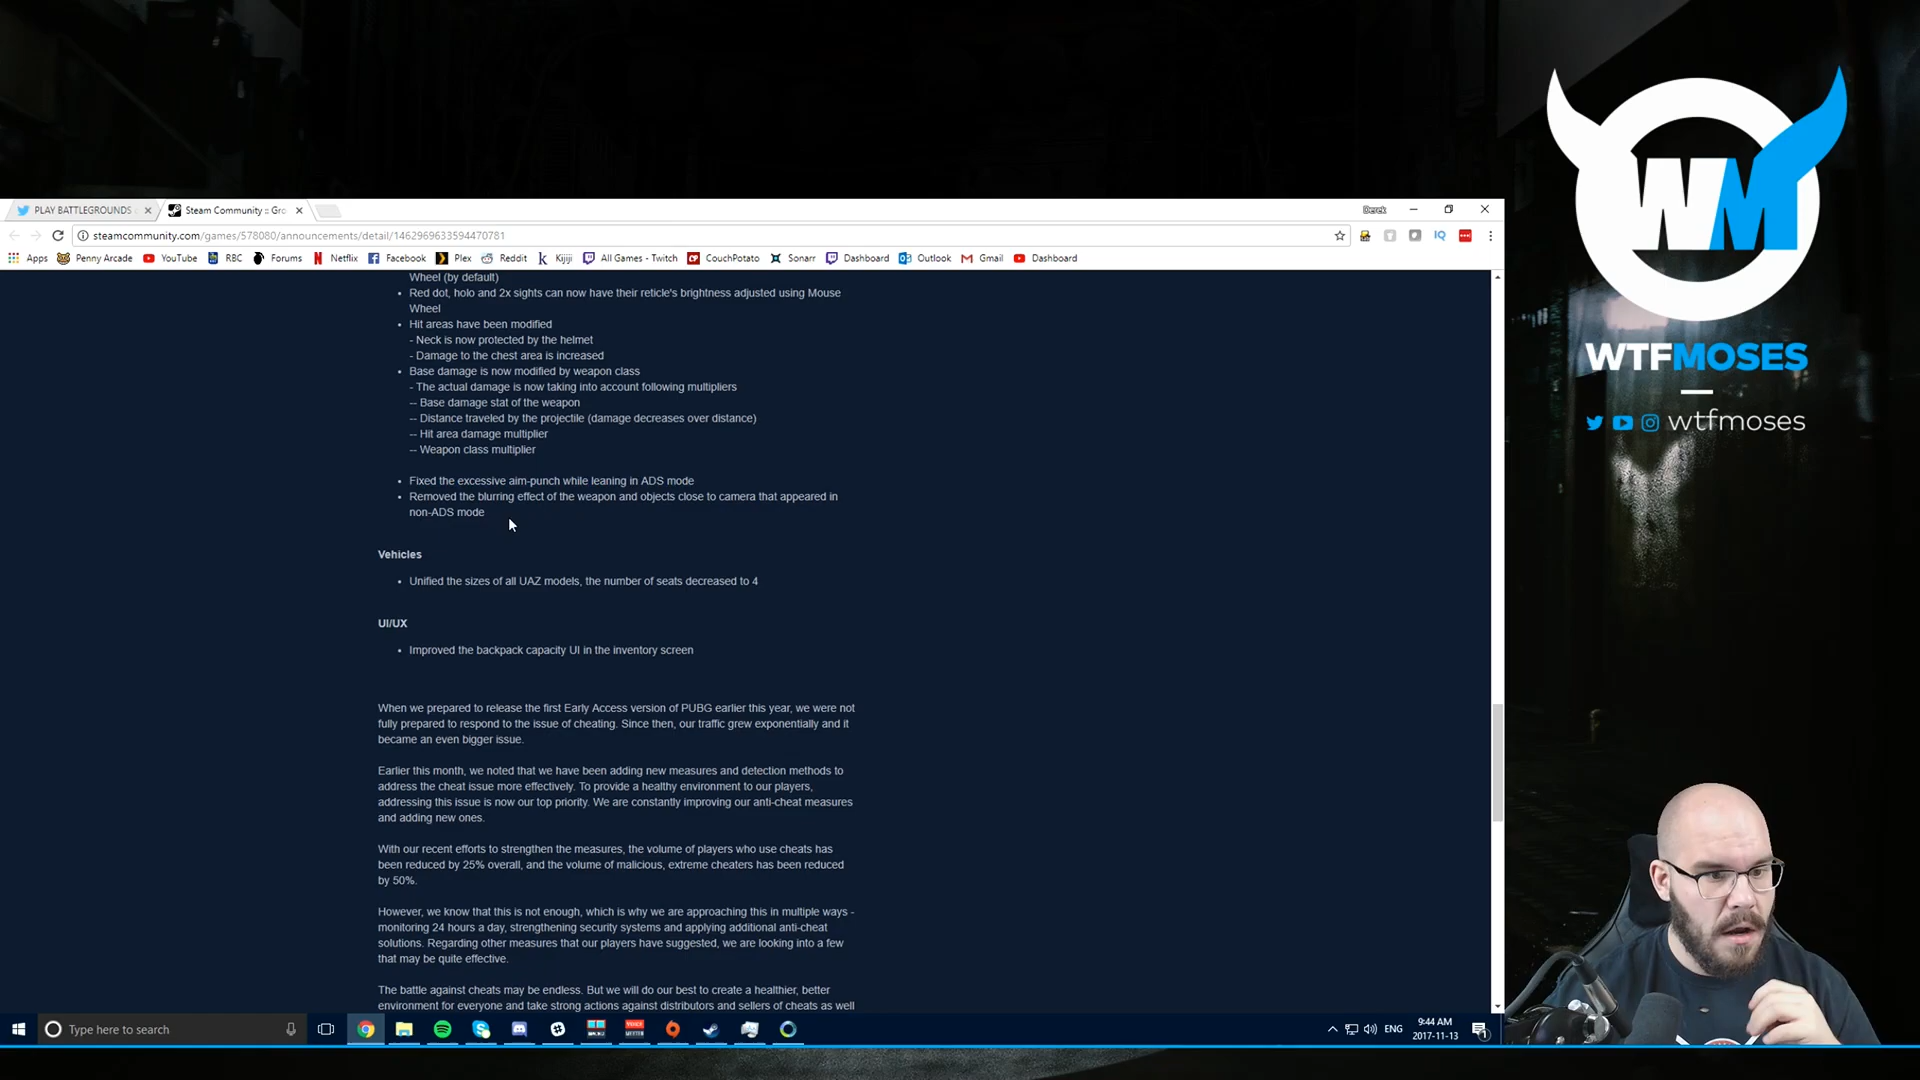 PLAY BATTLEGROUNDS
Steam Community :: Gro
Derek
steamcommunity.com/games/578080/announcements/detail/1462969633594470781
Apps Penny Arcade YouTube RBC Forums Netflix Facebook Plex Reddit Kijiji All Games - Twitch CouchPotato Sonarr Dashboard Outlook Gmail Dashboard
Wheel (by default)
• Red dot, holo and 2x sights can now have their reticle's brightness adjusted using Mouse
Wheel
• Hit areas have been modified
- Neck is now protected by the helmet
- Damage to the chest area is increased
• Base damage is now modified by weapon class
- The actual damage is now taking into account following multipliers
-- Base damage stat of the weapon
-- Distance traveled by the projectile (damage decreases over distance)
-- Hit area damage multiplier
-- Weapon class multiplier
• Fixed the excessive aim-punch while leaning in ADS mode
• Removed the blurring effect of the weapon and objects close to camera that appeared in
non-ADS mode
Vehicles
• Unified the sizes of all UAZ models, the number of seats decreased to 4
UI/UX
• Improved the backpack capacity UI in the inventory screen
When we prepared to release the first Early Access version of PUBG earlier this year, we were not
fully prepared to respond to the issue of cheating. Since then, our traffic grew exponentially and it
became an even bigger issue.
Earlier this month, we noted that we have been adding new measures and detection methods to
address the cheat issue more effectively. To provide a healthy environment to our players,
addressing this issue is now our top priority. We are constantly improving our anti-cheat measures
and adding new ones.
With our recent efforts to strengthen the measures, the volume of players who use cheats has
been reduced by 25% overall, and the volume of malicious, extreme cheaters has been reduced
by 50%.
However, we know that this is not enough, which is why we are approaching this in multiple ways -
monitoring 24 hours a day, strengthening security systems and applying additional anti-cheat
solutions. Regarding other measures that our players have suggested, we are looking into a few
that may be quite effective.
The battle against cheats may be endless. But we will do our best to create a healthier, better
environment for everyone and take strong actions against distributors and sellers of cheats as well
Type here to search
ENG
9:44 AM
2017-11-13
WM
WTFMOSES
wtfmoses